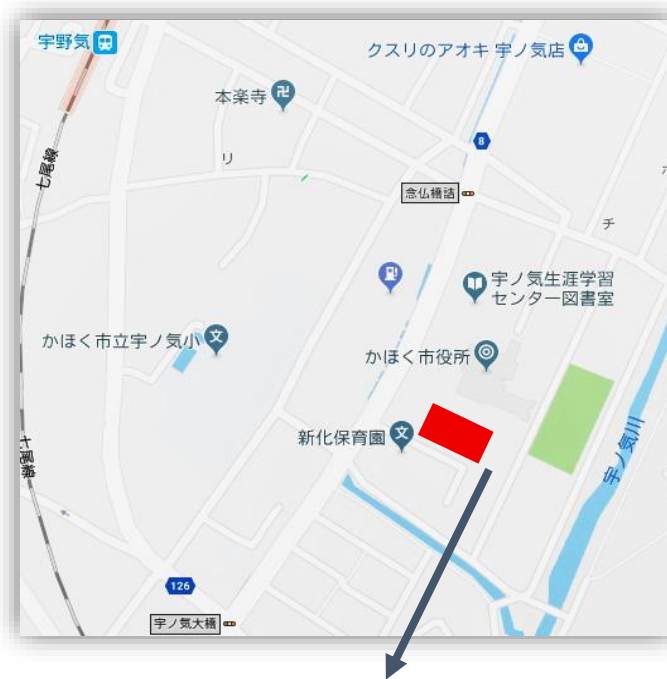 宇野気
クスリのアオキ 宇ノ気店
本楽寺
8
七尾線
リ
念仏橋詰
チ
宇ノ気生涯学習
センター図書室
かほく市立宇ノ気小
文
かほく市役所
新化保育園
文
宇ノ気川
七尾線
126
宇ノ気大橋